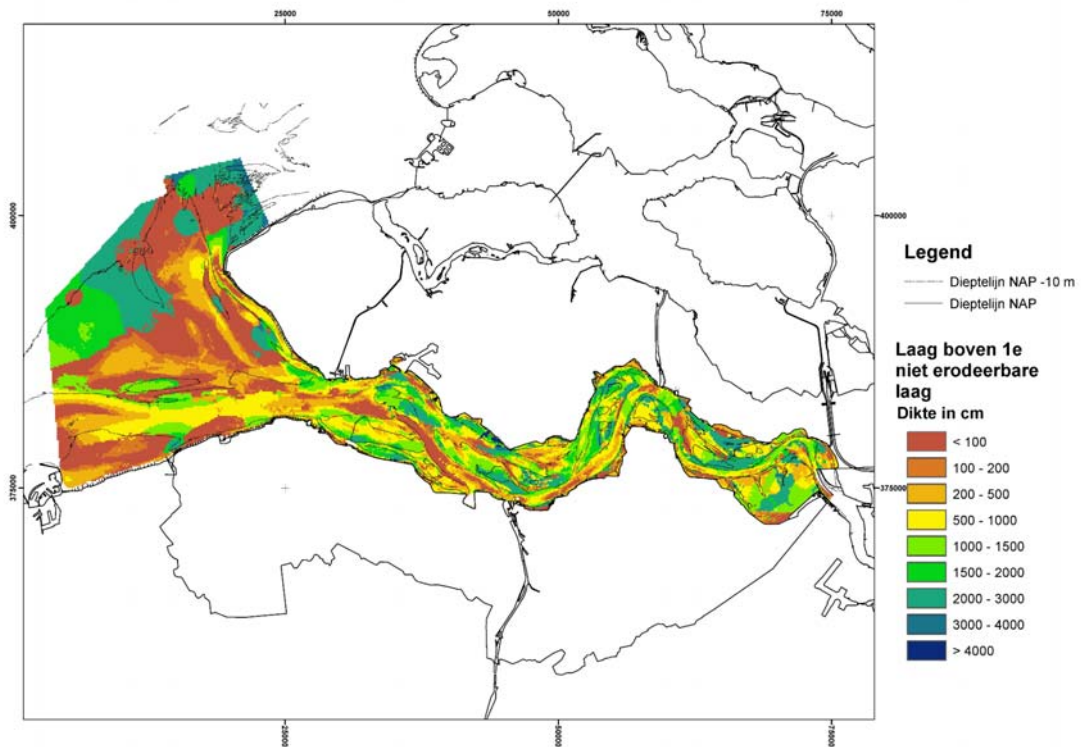 25000 50000 75000
400000 400000
375000 375000
25000 50000 75000
Legend
Dieptelijn NAP -10 m
Dieptelijn NAP
Laag boven 1e
niet erodeerbare
laag
Dikte in cm
< 100
100 - 200
200 - 500
500 - 1000
1000 - 1500
1500 - 2000
2000 - 3000
3000 - 4000
> 4000